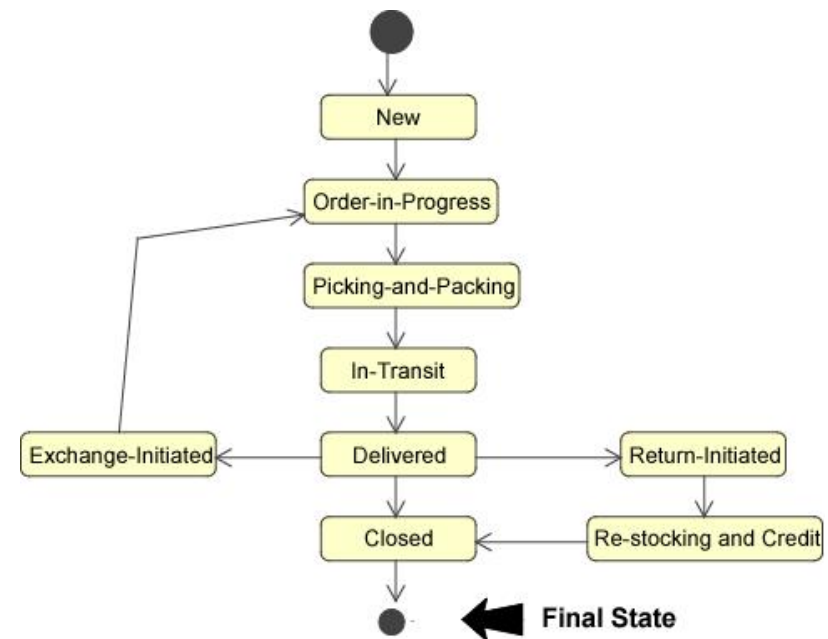 New
Order-in-Progress
Picking-and-Packing
In-Transit
Exchange-Initiated
Delivered
Return-Initiated
Closed
Re-stocking and Credit
Final State